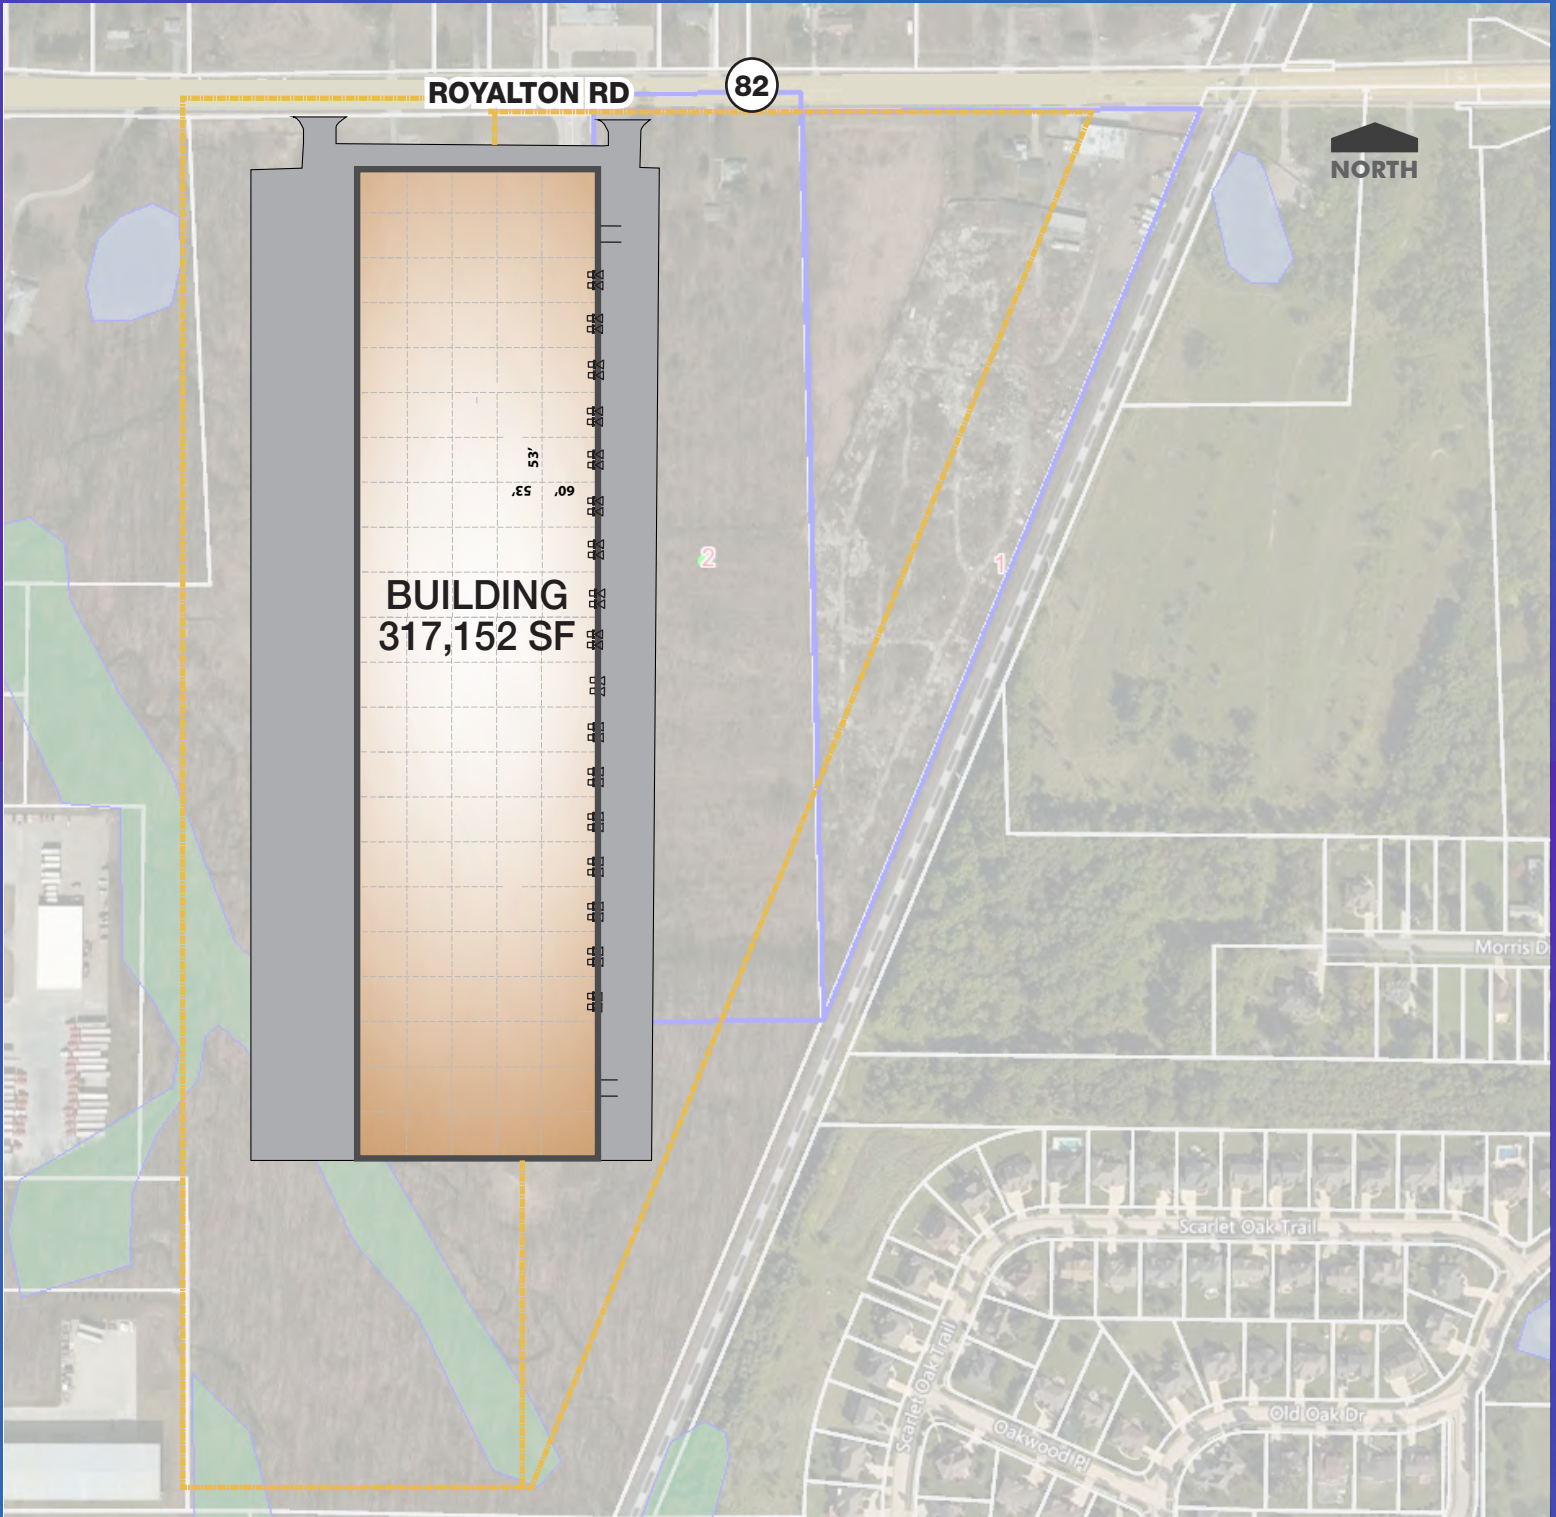 ROYALTON RD
82
NORTH
53'
53'
60'
2
1
BUILDING
317,152 SF
Morris D
Scarlet Oak Trail
Scarlet Oak Trail
Old Oak Dr
Oakwood Pl